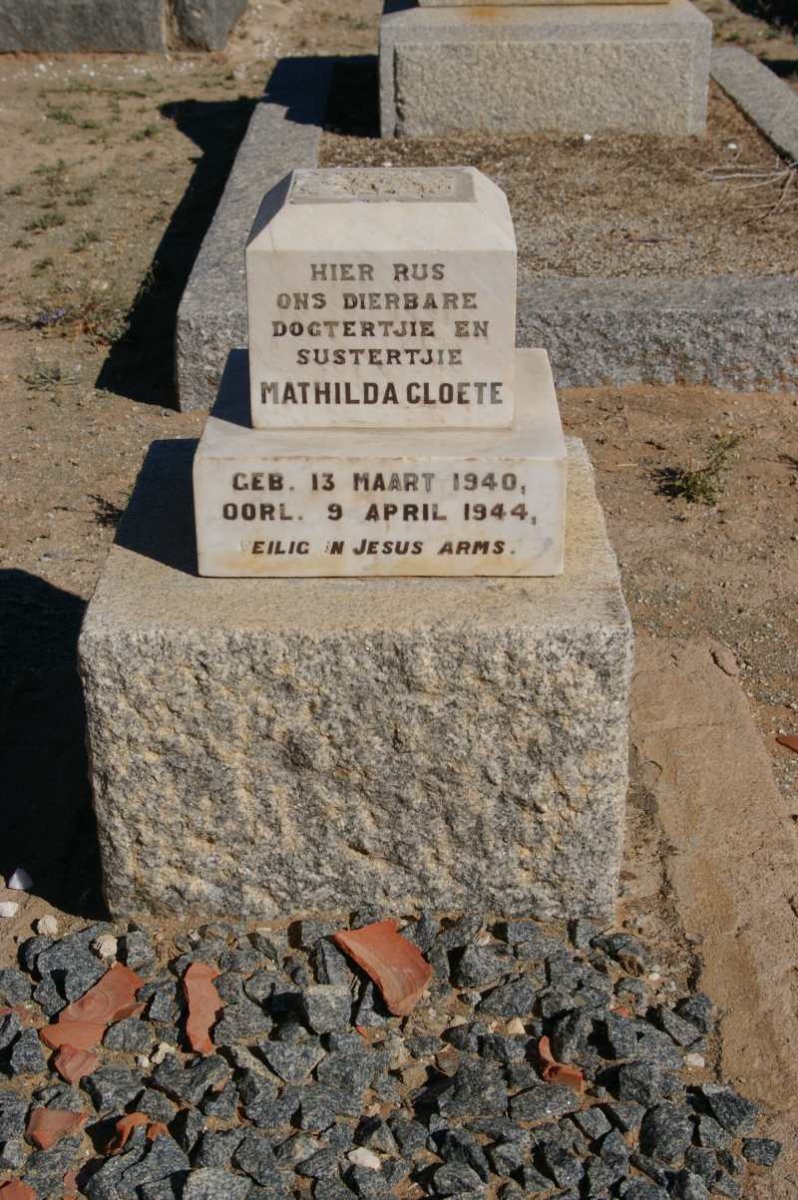 HIER RUS
ONS DIERBARE
DOGTERTJIE EN
SUSTERTJIE
MATHILDA CLOETE
GEB. 13 MAART 1940,
OORL. 9 APRIL 1944,
VEILIG IN JESUS ARMS.